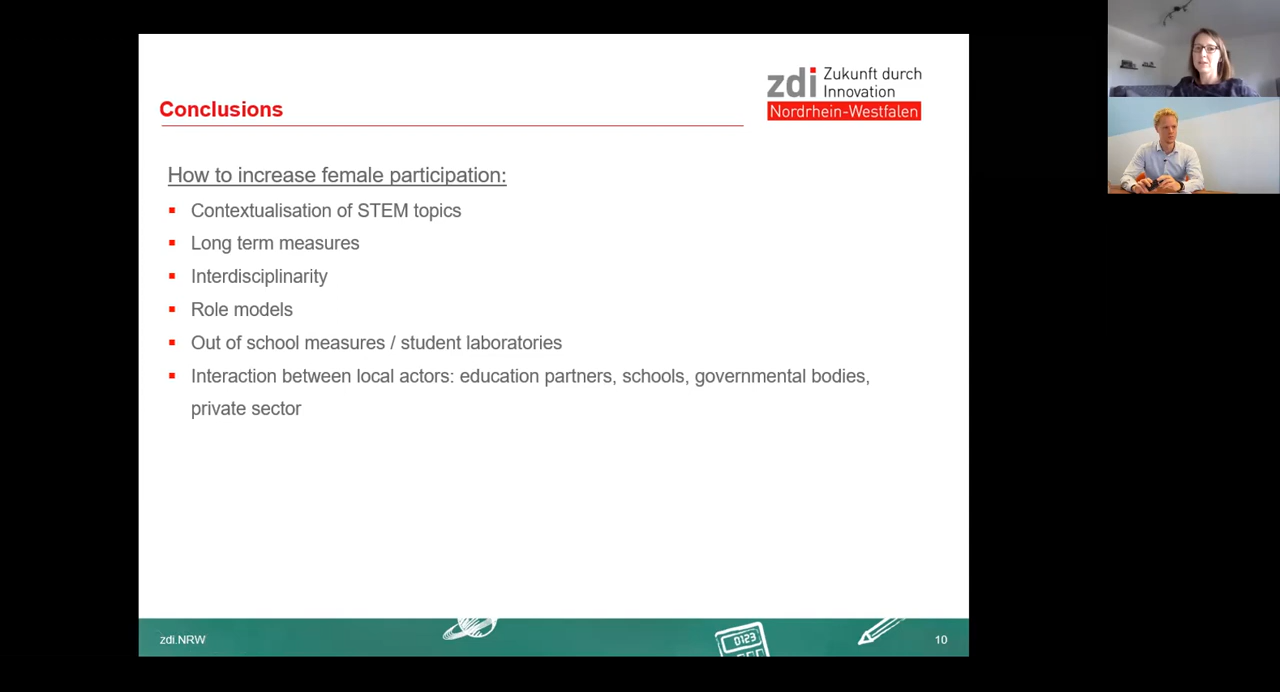 Conclusions
zdi Zukunft durch
Innovation
Nordrhein-Westfalen
How to increase female participation:
Contextualisation of STEM topics
Long term measures
Interdisciplinarity
Role models
Out of school measures / student laboratories
Interaction between local actors: education partners, schools, governmental bodies,
private sector
zdi.NRW
0123
10